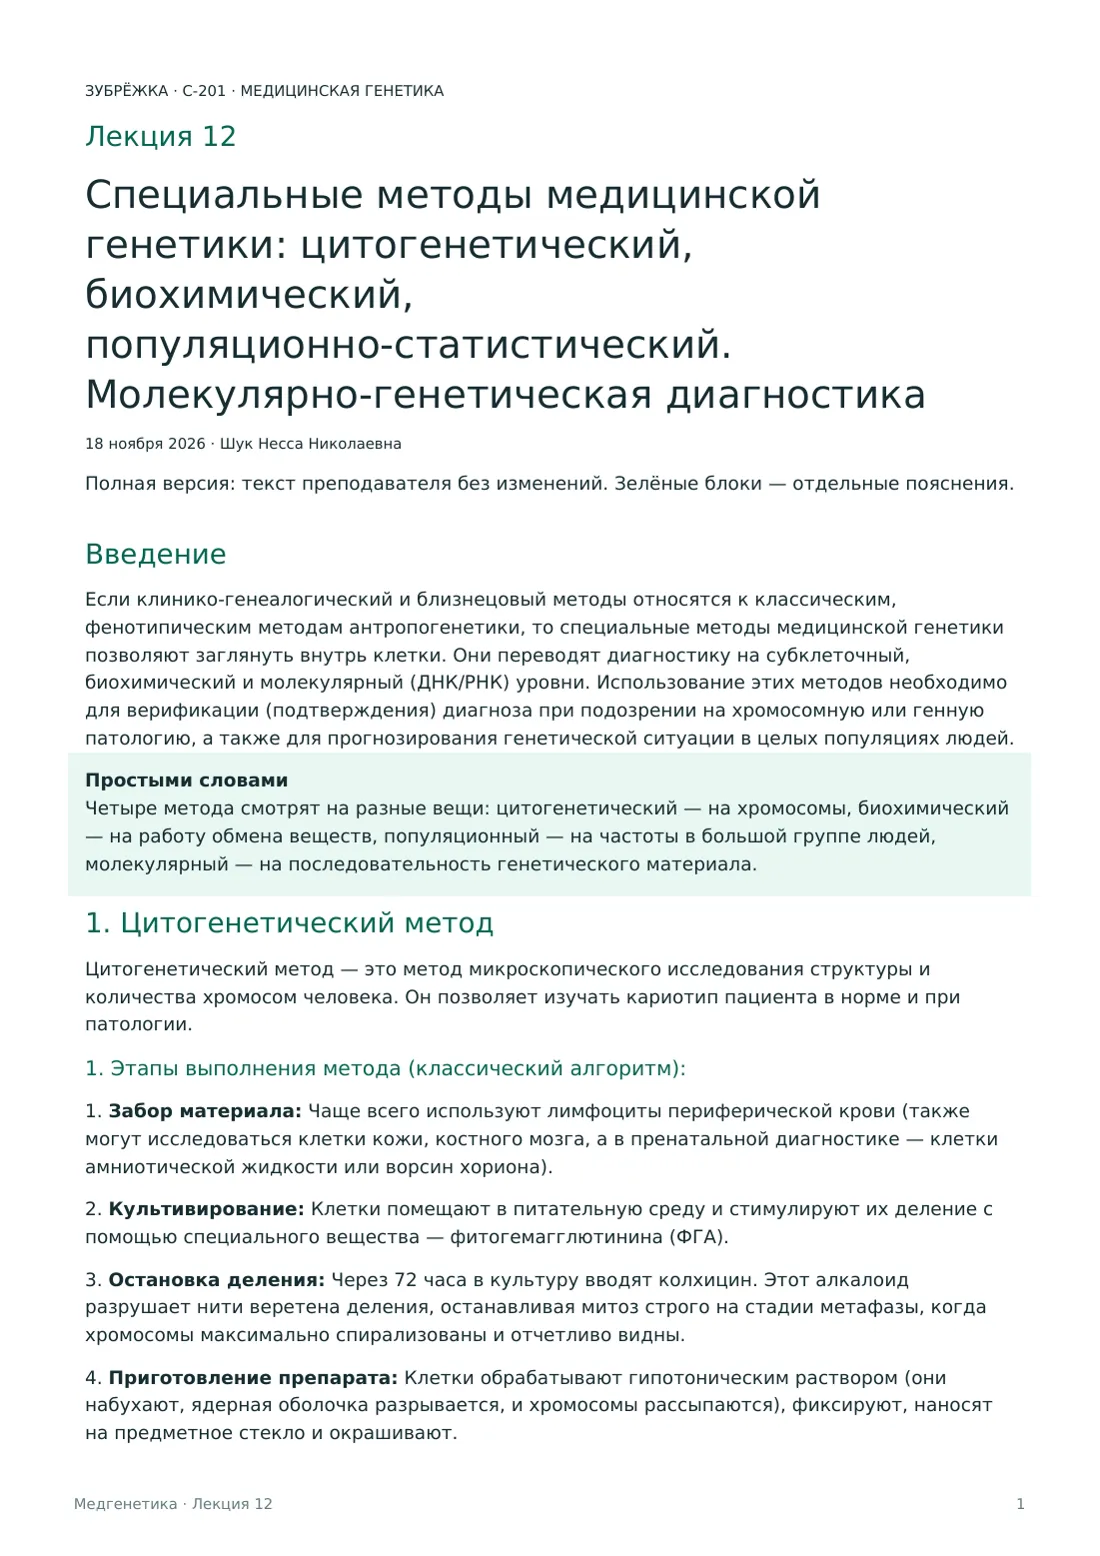 ЗУБРЁЖКА · С-201 · МЕДИЦИНСКАЯ ГЕНЕТИКА
Лекция 12
Специальные методы медицинской
генетики: цитогенетический,
биохимический,
популяционно-статистический.
Молекулярно-генетическая диагностика
18 ноября 2026 · Шук Несса Николаевна
Полная версия: текст преподавателя без изменений. Зелёные блоки — отдельные пояснения.
Введение
Если клинико-генеалогический и близнецовый методы относятся к классическим,
фенотипическим методам антропогенетики, то специальные методы медицинской генетики
позволяют заглянуть внутрь клетки. Они переводят диагностику на субклеточный,
биохимический и молекулярный (ДНК/РНК) уровни. Использование этих методов необходимо
для верификации (подтверждения) диагноза при подозрении на хромосомную или генную
патологию, а также для прогнозирования генетической ситуации в целых популяциях людей.
Простыми словами
Четыре метода смотрят на разные вещи: цитогенетический — на хромосомы, биохимический
— на работу обмена веществ, популяционный — на частоты в большой группе людей,
молекулярный — на последовательность генетического материала.
1. Цитогенетический метод
Цитогенетический метод — это метод микроскопического исследования структуры и
количества хромосом человека. Он позволяет изучать кариотип пациента в норме и при
патологии.
1. Этапы выполнения метода (классический алгоритм):
1. Забор материала: Чаще всего используют лимфоциты периферической крови (также
могут исследоваться клетки кожи, костного мозга, а в пренатальной диагностике — клетки
амниотической жидкости или ворсин хориона).
2. Культивирование: Клетки помещают в питательную среду и стимулируют их деление с
помощью специального вещества — фитогемагглютинина (ФГА).
3. Остановка деления: Через 72 часа в культуру вводят колхицин. Этот алкалоид
разрушает нити веретена деления, останавливая митоз строго на стадии метафазы, когда
хромосомы максимально спирализованы и отчетливо видны.
4. Приготовление препарата: Клетки обрабатывают гипотоническим раствором (они
набухают, ядерная оболочка разрывается, и хромосомы рассыпаются), фиксируют, наносят
на предметное стекло и окрашивают.
Медгенетика · Лекция 12
1